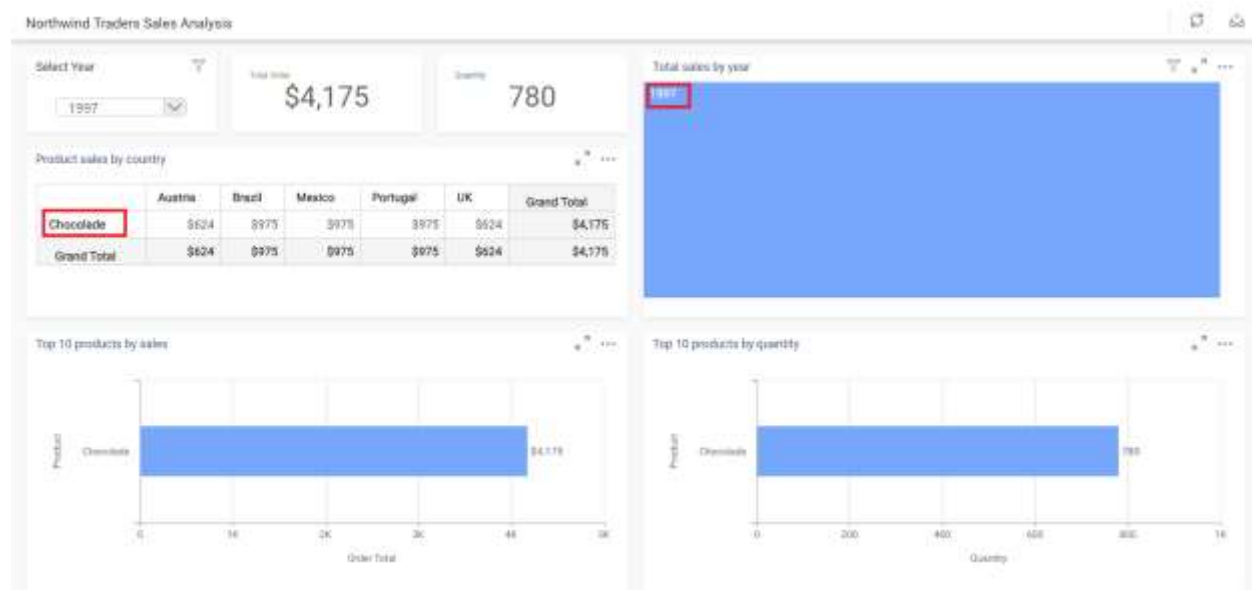 Northwind Traders Sales Analysis
Select Year
1997
Total Order
$4,175
Quantity
780
Total sales by year
1997
Product sales by country
Austria Brazil Mexico Portugal UK Grand Total
Chocolade $624 $975 $975 $975 $624 $4,175
Grand Total $624 $975 $975 $975 $624 $4,175
Top 10 products by sales
Product
Chocolade
$4,175
0 1K 2K 3K 4K 5K
Order Total
Top 10 products by quantity
Product
Chocolade
780
0 200 400 600 800 1K
Quantity